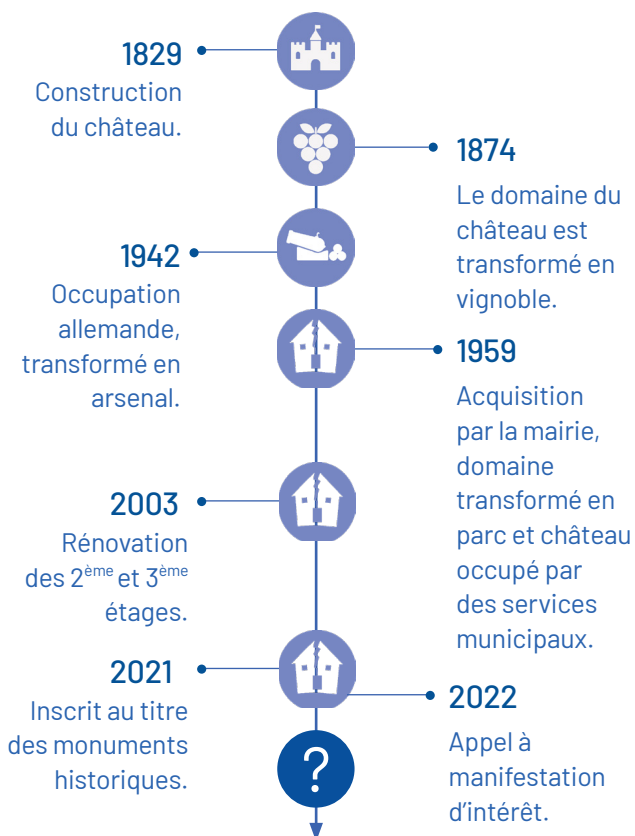 1829
Construction
du château.
1874
Le domaine du
château est
transformé en
vignoble.
1942
Occupation
allemande,
transformé en
arsenal.
1959
Acquisition
par la mairie,
domaine
transformé en
parc et château
occupé par
des services
municipaux.
2003
Rénovation
des 2ème et 3ème
étages.
2021
Inscrit au titre
des monuments
historiques.
2022
Appel à
manifestation
d'intérêt.
?